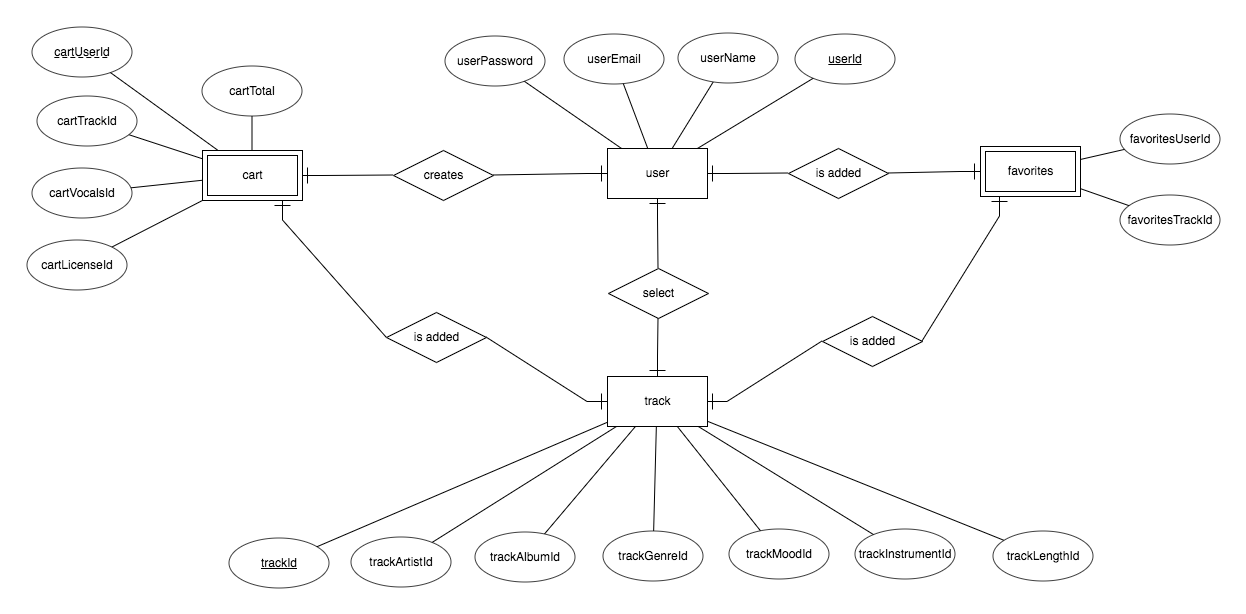 cartUserId
userPassword
userEmail
userName
userId
cartTotal
cartTrackId
favoritesUserId
cart
creates
user
is added
favorites
cartVocalsId
favoritesTrackId
cartLicenseId
select
is added
is added
track
trackId
trackArtistId
trackAlbumId
trackGenreId
trackMoodId
trackInstrumentId
trackLengthId